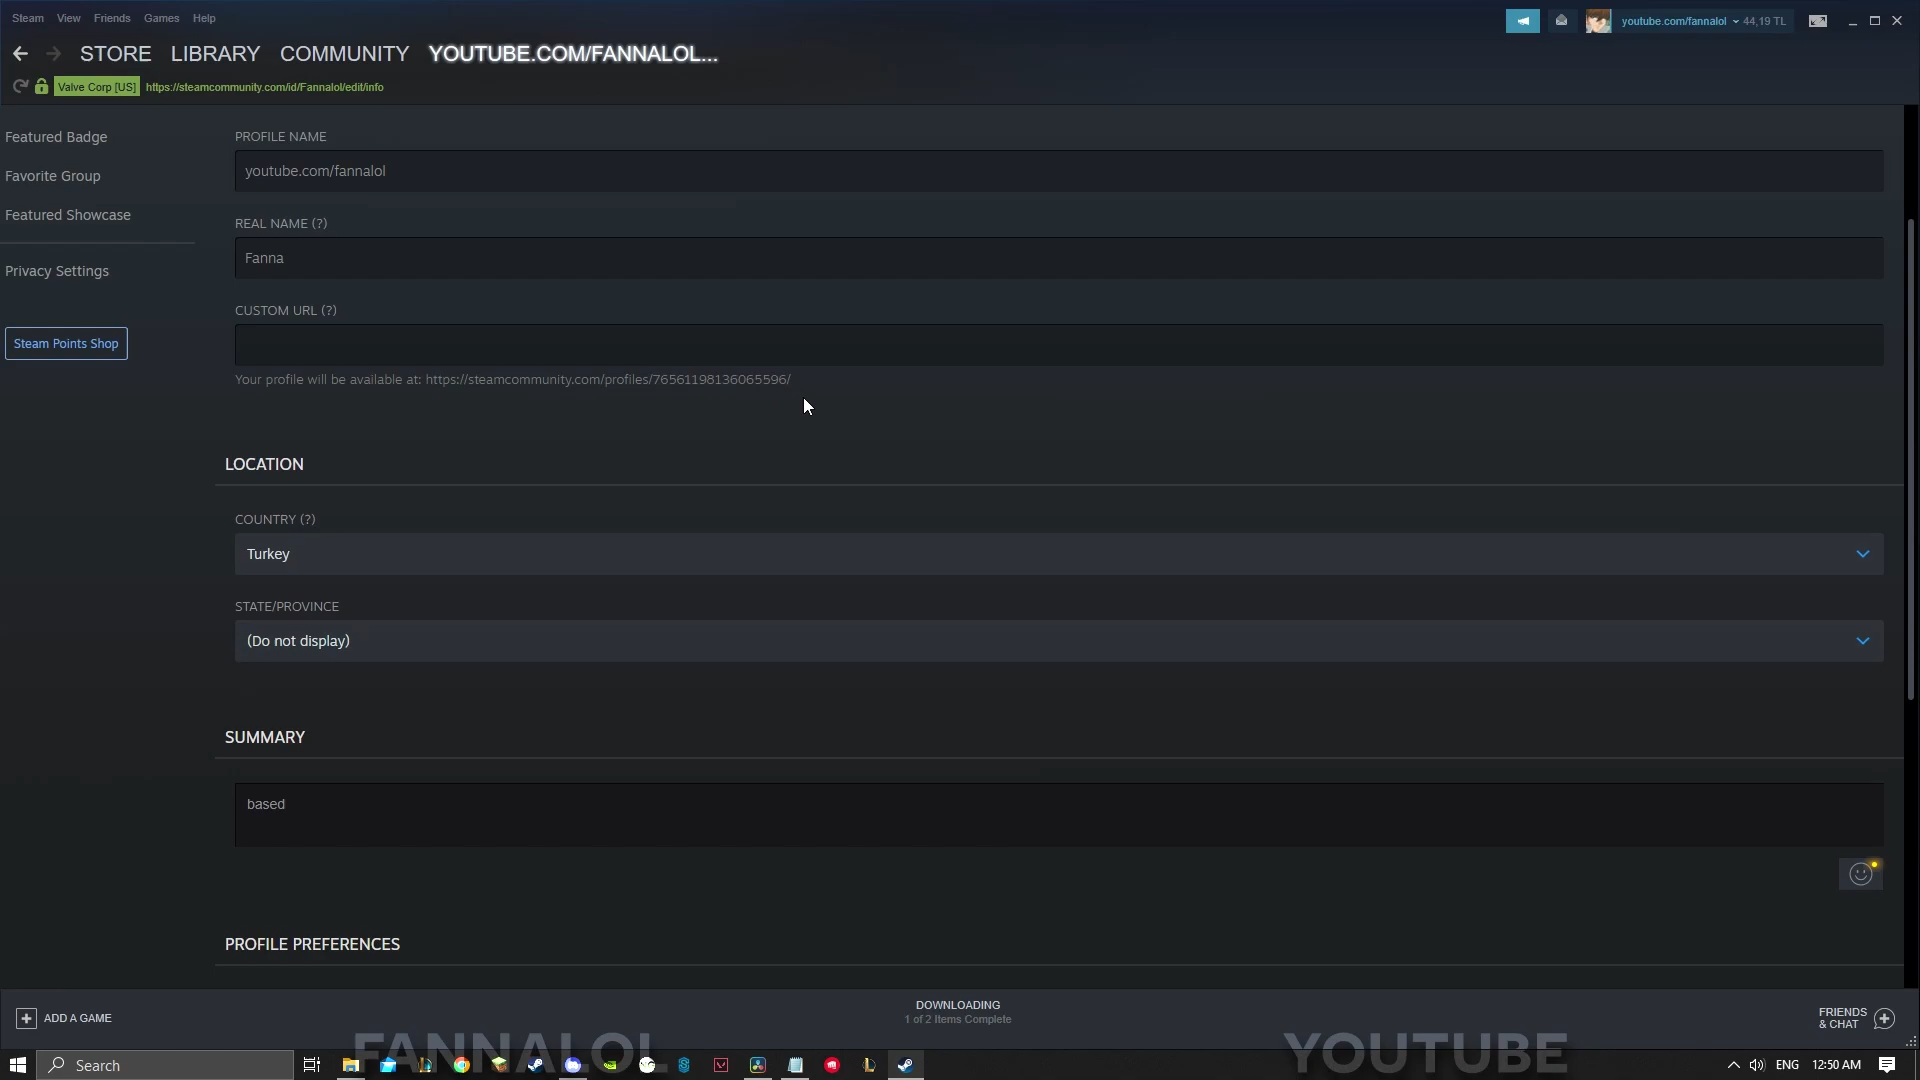 Steam View Friends Games Help
youtube.com/fannalol 44,19 TL
STORE LIBRARY COMMUNITY YOUTUBE.COM/FANNALOL...
Valve Corp [US] https://steamcommunity.com/id/Fannalol/edit/info
Featured Badge
Favorite Group
Featured Showcase
Privacy Settings
Steam Points Shop
PROFILE NAME
youtube.com/fannalol
REAL NAME (?)
Fanna
CUSTOM URL (?)
Your profile will be available at: https://steamcommunity.com/profiles/76561198136065596/
LOCATION
COUNTRY (?)
Turkey
STATE/PROVINCE
(Do not display)
SUMMARY
based
PROFILE PREFERENCES
ADD A GAME
DOWNLOADING
1 of 2 Items Complete
FRIENDS
& CHAT
FANNALOL YOUTUBE
Search
ENG 12:50 AM